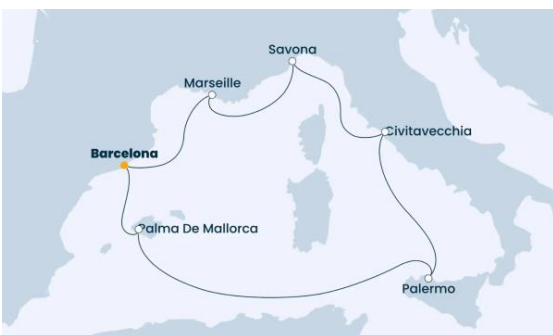 Savona
Marseille
Civitavecchia
Barcelona
Palma De Mallorca
Palermo